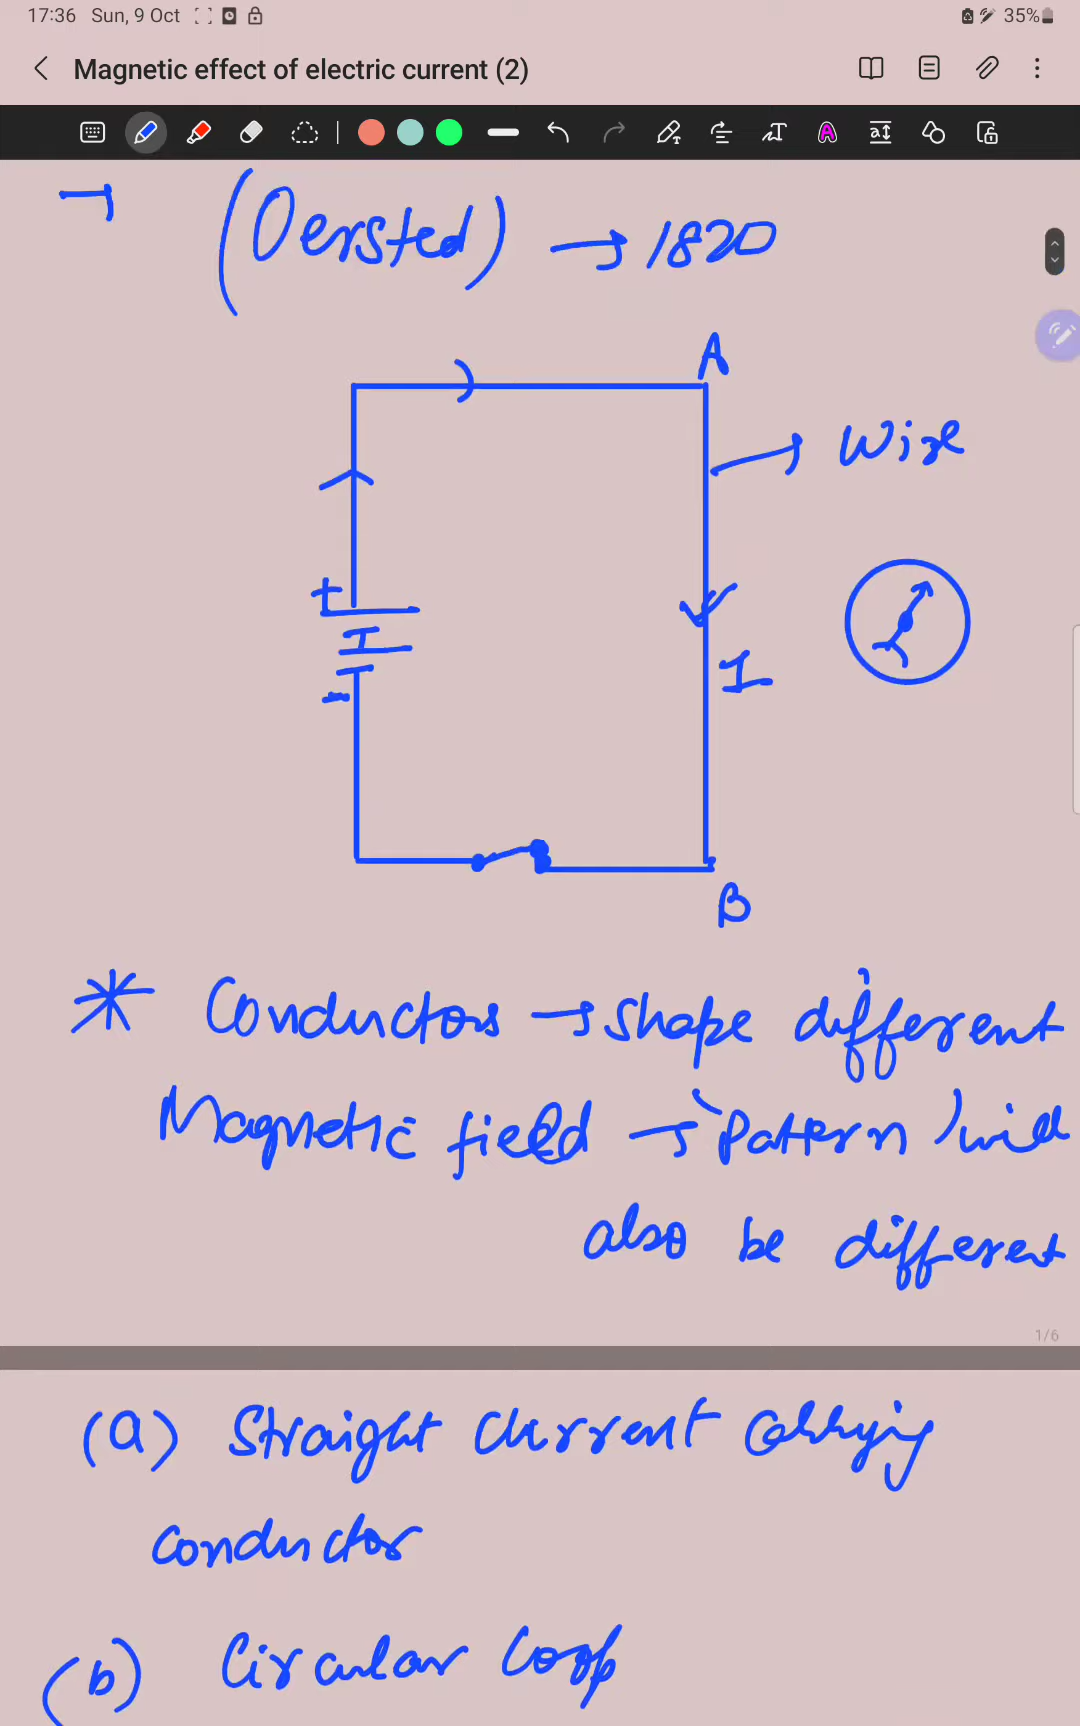 17:36 Sun, 9 Oct 35%
Magnetic effect of electric current (2)
(Oersted) → 1820
A
→ Wire
+
I
-
B
* Conductors → shape different
Magnetic field → Pattern will
also be different
1/6
(a) Straight current carrying
conductor
(b) Circular loop